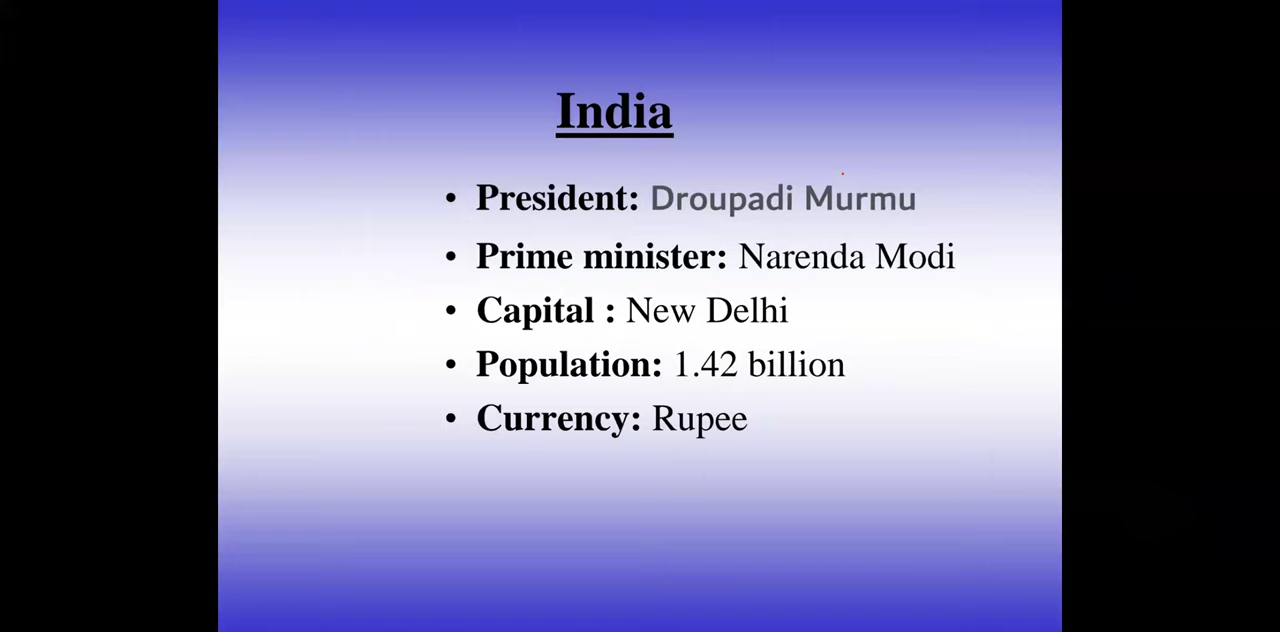 India
• President: Droupadi Murmu
• Prime minister: Narenda Modi
• Capital : New Delhi
• Population: 1.42 billion
• Currency: Rupee